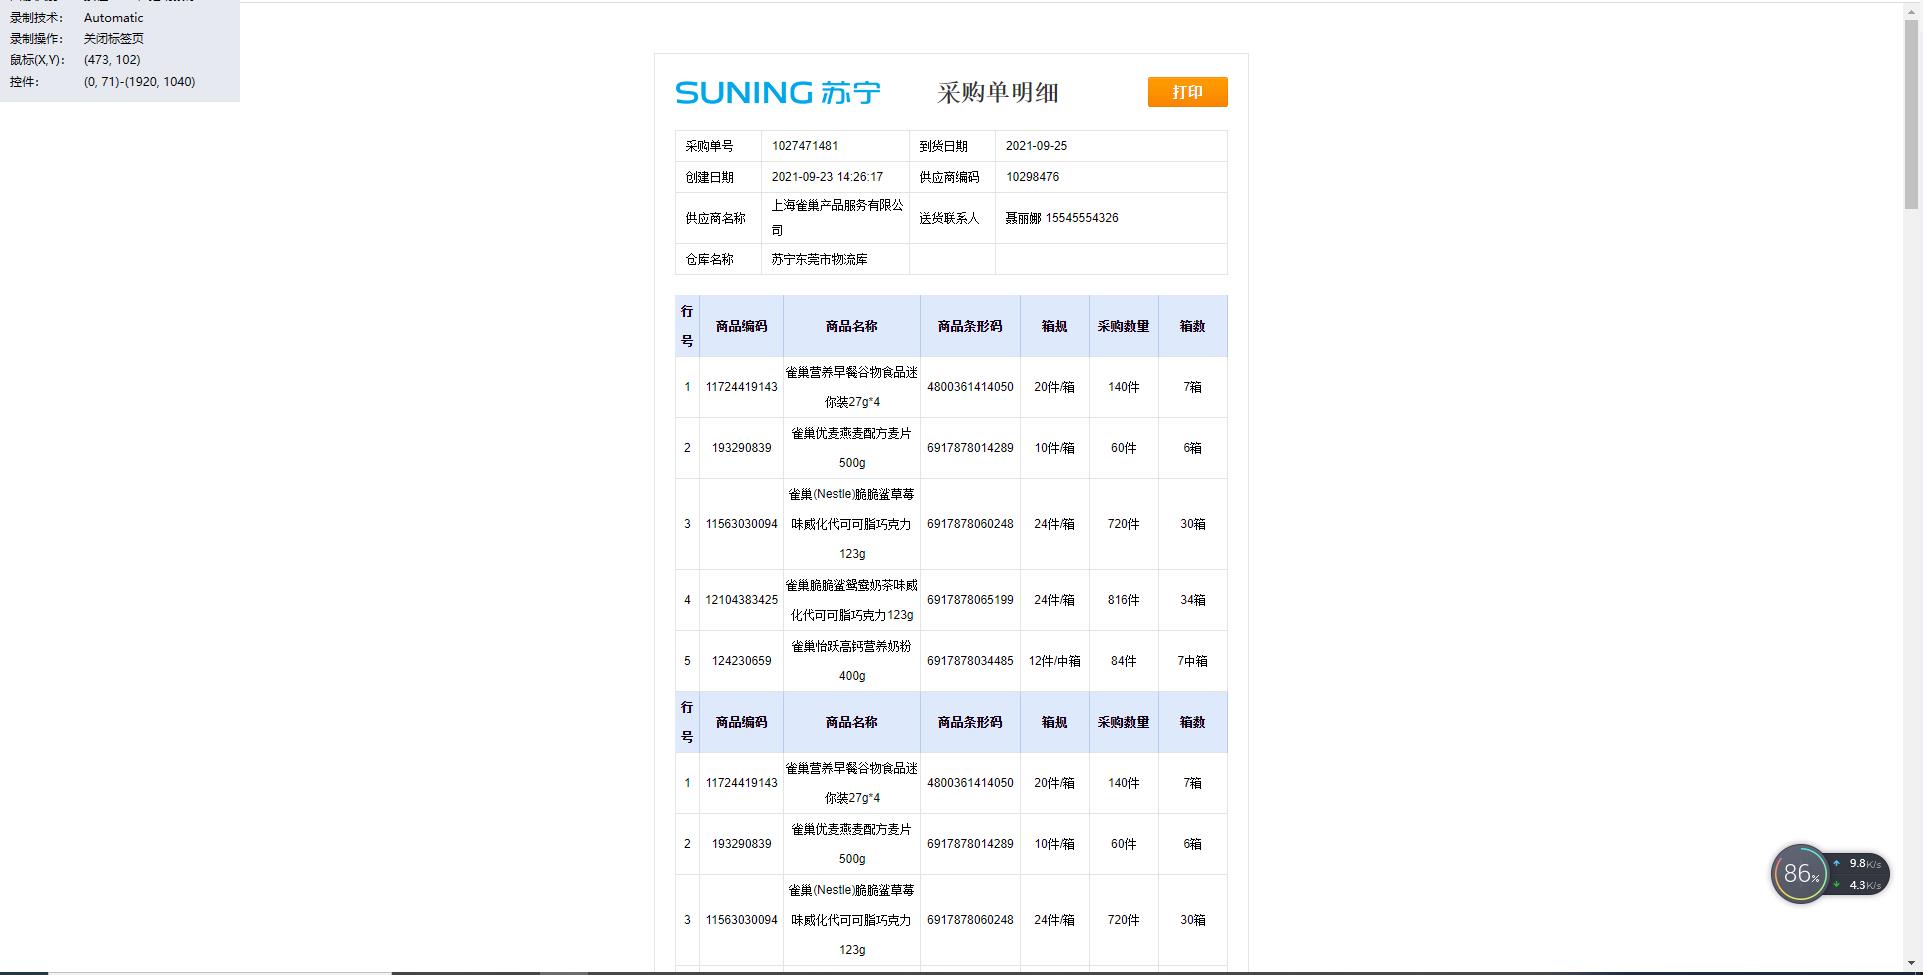 录制技术： Automatic
录制操作： 关闭标签页
鼠标(X,Y)： (473, 102)
控件： (0, 71)-(1920, 1040)
SUNING 苏宁 采购单明细 打印
采购单号 1027471481 到货日期 2021-09-25
创建日期 2021-09-23 14:26:17 供应商编码 10298476
供应商名称 上海雀巢产品服务有限公
司 送货联系人 聂丽娜 15545554326
仓库名称 苏宁东莞市物流库
行
号 商品编码 商品名称 商品条形码 箱规 采购数量 箱数
1 11724419143 雀巢营养早餐谷物食品迷
你装27g*4 4800361414050 20件/箱 140件 7箱
2 193290839 雀巢优麦燕麦配方麦片
500g 6917878014289 10件/箱 60件 6箱
3 11563030094 雀巢(Nestle)脆脆鲨草莓
味威化代可可脂巧克力
123g 6917878060248 24件/箱 720件 30箱
4 12104383425 雀巢脆脆鲨鸳鸯奶茶味威
化代可可脂巧克力123g 6917878065199 24件/箱 816件 34箱
5 124230659 雀巢怡跃高钙营养奶粉
400g 6917878034485 12件/中箱 84件 7中箱
行
号 商品编码 商品名称 商品条形码 箱规 采购数量 箱数
1 11724419143 雀巢营养早餐谷物食品迷
你装27g*4 4800361414050 20件/箱 140件 7箱
2 193290839 雀巢优麦燕麦配方麦片
500g 6917878014289 10件/箱 60件 6箱
3 11563030094 雀巢(Nestle)脆脆鲨草莓
味威化代可可脂巧克力
123g 6917878060248 24件/箱 720件 30箱
86% 9.8K/s
4.3K/s